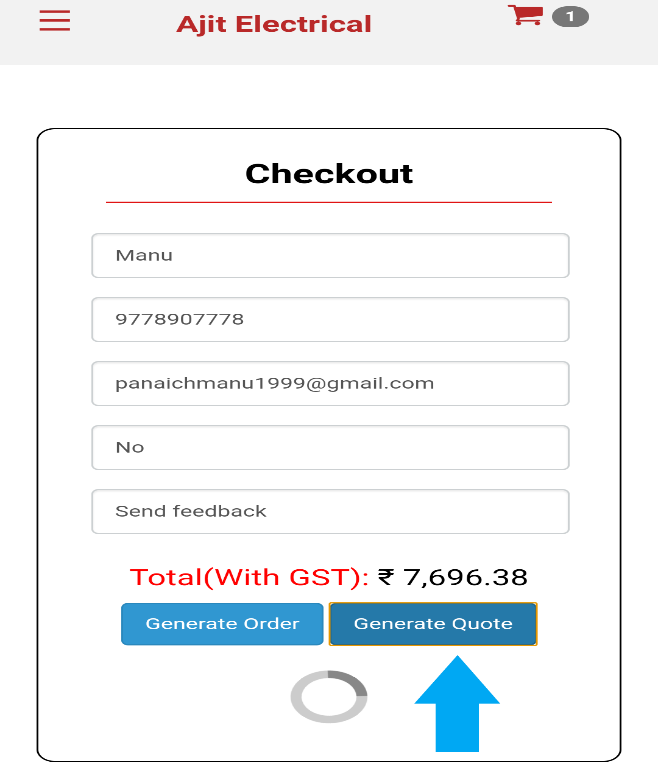 Ajit Electrical
1
Checkout
Manu
9778907778
panaichmanu1999@gmail.com
No
Send feedback
Total(With GST): ₹ 7,696.38
Generate Order Generate Quote